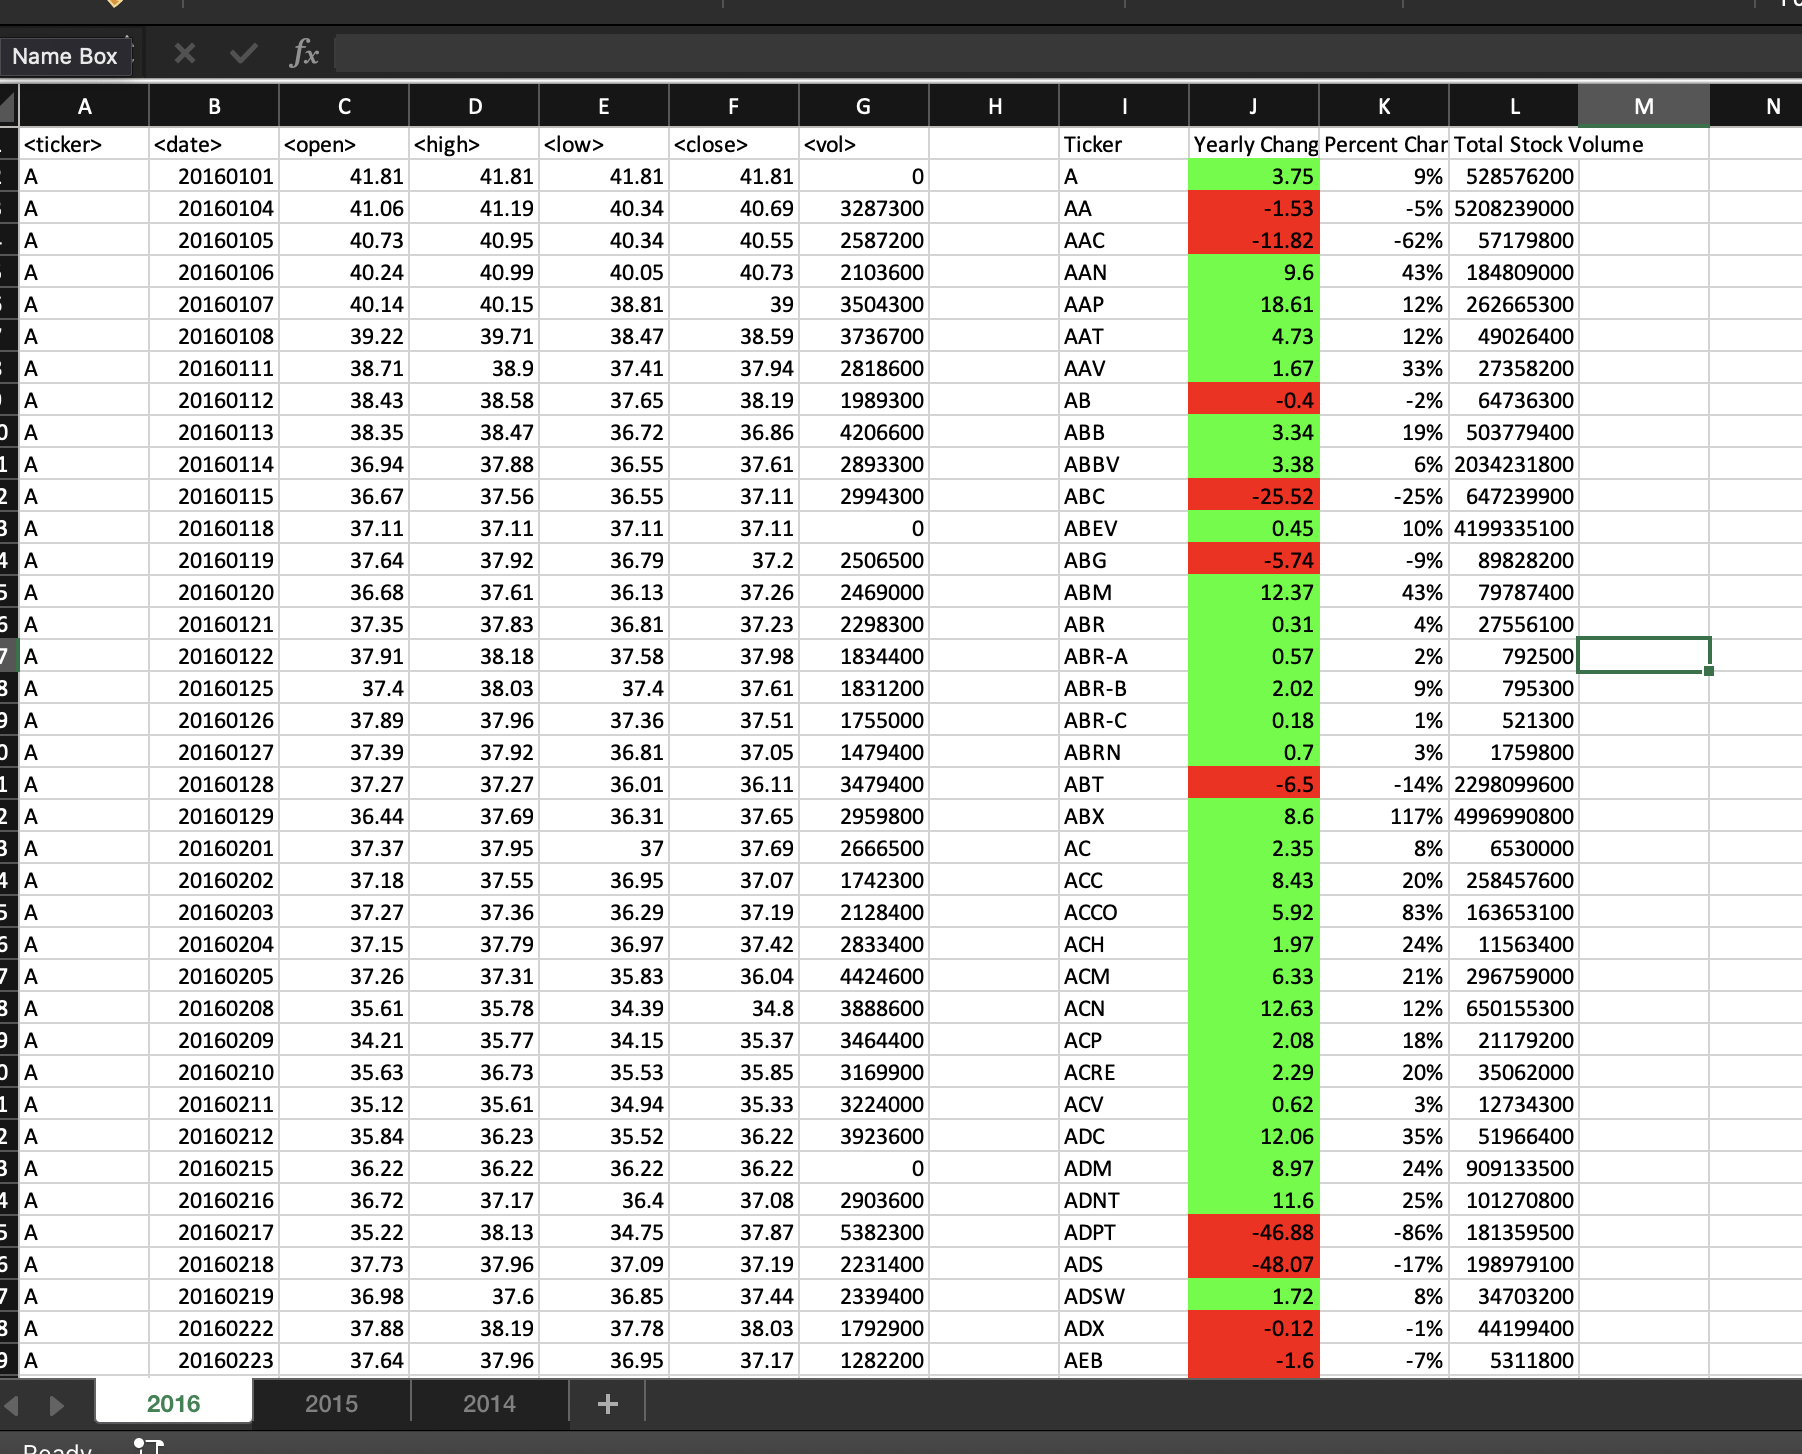 Name Box fx
A B C D E F G H I J K L M N
<ticker> <date> <open> <high> <low> <close> <vol> Ticker Yearly Chang Percent Char Total Stock Volume
A 20160101 41.81 41.81 41.81 41.81 0 A 3.75 9% 528576200
A 20160104 41.06 41.19 40.34 40.69 3287300 AA -1.53 -5% 5208239000
A 20160105 40.73 40.95 40.34 40.55 2587200 AAC -11.82 -62% 57179800
A 20160106 40.24 40.99 40.05 40.73 2103600 AAN 9.6 43% 184809000
A 20160107 40.14 40.15 38.81 39 3504300 AAP 18.61 12% 262665300
A 20160108 39.22 39.71 38.47 38.59 3736700 AAT 4.73 12% 49026400
A 20160111 38.71 38.9 37.41 37.94 2818600 AAV 1.67 33% 27358200
A 20160112 38.43 38.58 37.65 38.19 1989300 AB -0.4 -2% 64736300
A 20160113 38.35 38.47 36.72 36.86 4206600 ABB 3.34 19% 503779400
A 20160114 36.94 37.88 36.55 37.61 2893300 ABBV 3.38 6% 2034231800
A 20160115 36.67 37.56 36.55 37.11 2994300 ABC -25.52 -25% 647239900
A 20160118 37.11 37.11 37.11 37.11 0 ABEV 0.45 10% 4199335100
A 20160119 37.64 37.92 36.79 37.2 2506500 ABG -5.74 -9% 89828200
A 20160120 36.68 37.61 36.13 37.26 2469000 ABM 12.37 43% 79787400
A 20160121 37.35 37.83 36.81 37.23 2298300 ABR 0.31 4% 27556100
A 20160122 37.91 38.18 37.58 37.98 1834400 ABR-A 0.57 2% 792500
A 20160125 37.4 38.03 37.4 37.61 1831200 ABR-B 2.02 9% 795300
A 20160126 37.89 37.96 37.36 37.51 1755000 ABR-C 0.18 1% 521300
A 20160127 37.39 37.92 36.81 37.05 1479400 ABRN 0.7 3% 1759800
A 20160128 37.27 37.27 36.01 36.11 3479400 ABT -6.5 -14% 2298099600
A 20160129 36.44 37.69 36.31 37.65 2959800 ABX 8.6 117% 4996990800
A 20160201 37.37 37.95 37 37.69 2666500 AC 2.35 8% 6530000
A 20160202 37.18 37.55 36.95 37.07 1742300 ACC 8.43 20% 258457600
A 20160203 37.27 37.36 36.29 37.19 2128400 ACCO 5.92 83% 163653100
A 20160204 37.15 37.79 36.97 37.42 2833400 ACH 1.97 24% 11563400
A 20160205 37.26 37.31 35.83 36.04 4424600 ACM 6.33 21% 296759000
A 20160208 35.61 35.78 34.39 34.8 3888600 ACN 12.63 12% 650155300
A 20160209 34.21 35.77 34.15 35.37 3464400 ACP 2.08 18% 21179200
A 20160210 35.63 36.73 35.53 35.85 3169900 ACRE 2.29 20% 35062000
A 20160211 35.12 35.61 34.94 35.33 3224000 ACV 0.62 3% 12734300
A 20160212 35.84 36.23 35.52 36.22 3923600 ADC 12.06 35% 51966400
A 20160215 36.22 36.22 36.22 36.22 0 ADM 8.97 24% 909133500
A 20160216 36.72 37.17 36.4 37.08 2903600 ADNT 11.6 25% 101270800
A 20160217 35.22 38.13 34.75 37.87 5382300 ADPT -46.88 -86% 181359500
A 20160218 37.73 37.96 37.09 37.19 2231400 ADS -48.07 -17% 198979100
A 20160219 36.98 37.6 36.85 37.44 2339400 ADSW 1.72 8% 34703200
A 20160222 37.88 38.19 37.78 38.03 1792900 ADX -0.12 -1% 44199400
A 20160223 37.64 37.96 36.95 37.17 1282200 AEB -1.6 -7% 5311800
2016 2015 2014 +
Ready